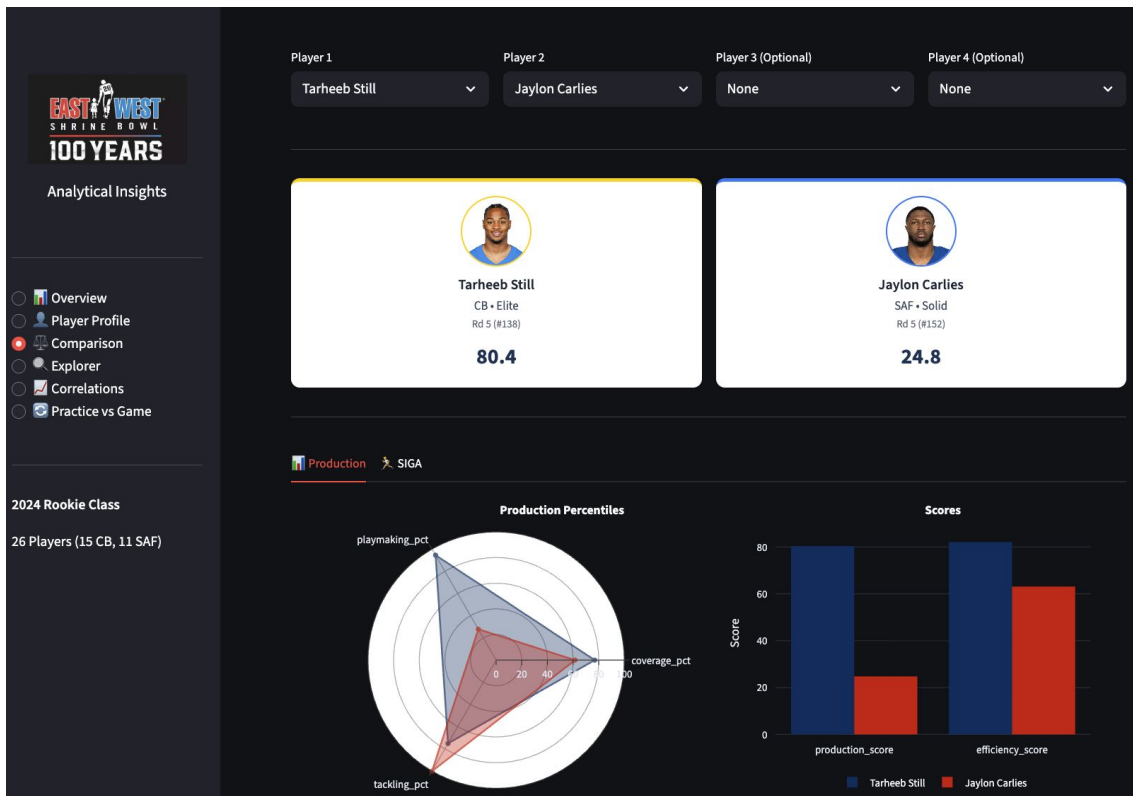 EAST WEST
SHRINE BOWL
100 YEARS
Analytical Insights
Overview
Player Profile
Comparison
Explorer
Correlations
Practice vs Game
2024 Rookie Class
26 Players (15 CB, 11 SAF)
Player 1
Player 2
Player 3 (Optional)
Player 4 (Optional)
Tarheeb Still
Jaylon Carlies
None
None
Tarheeb Still
CB • Elite
Rd 5 (#138)
80.4
Jaylon Carlies
SAF • Solid
Rd 5 (#152)
24.8
Production
SIGA
Production Percentiles
playmaking_pct
coverage_pct
tackling_pct
0 20 40 60 80 100
Scores
Score
80
60
40
20
0
production_score
efficiency_score
Tarheeb Still
Jaylon Carlies